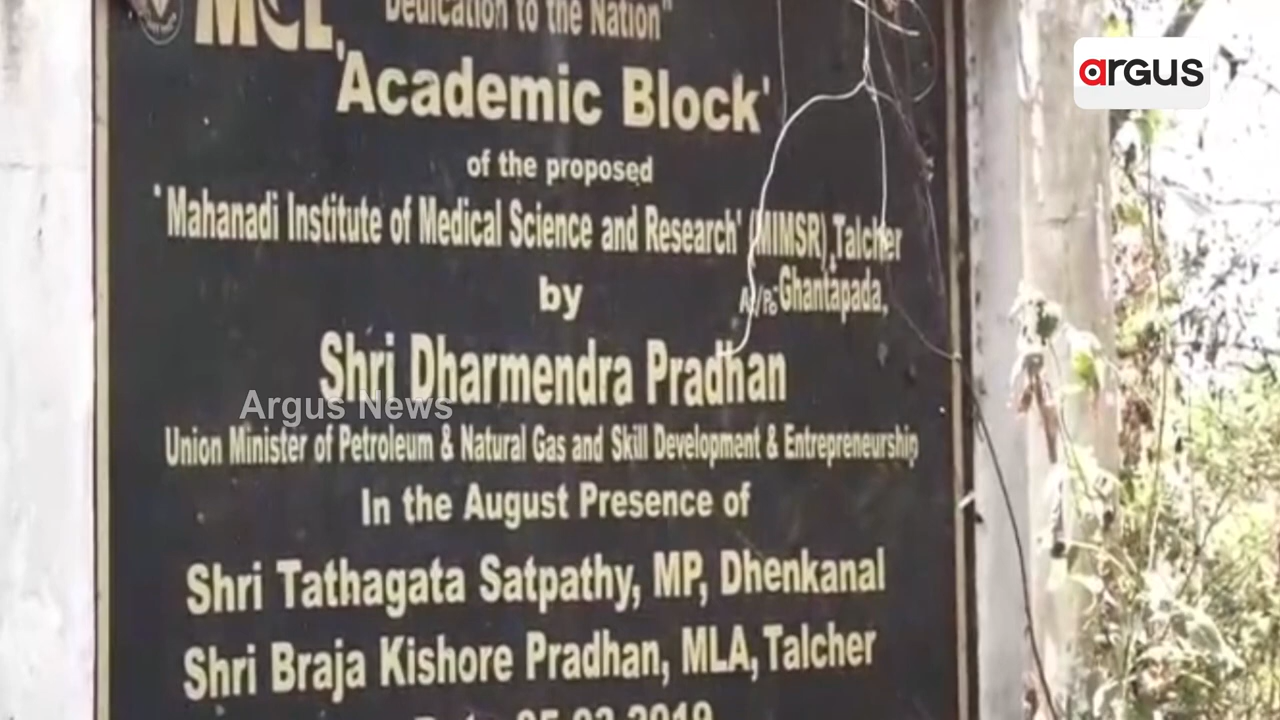 MCL "Dedication to the Nation"
'Academic Block'
of the proposed
'Mahanadi Institute of Medical Science and Research' (MIMSR), Talcher
by At/Po-Ghantapada,
Shri Dharmendra Pradhan
Union Minister of Petroleum & Natural Gas and Skill Development & Entrepreneurship
In the August Presence of
Shri Tathagata Satpathy, MP, Dhenkanal
Shri Braja Kishore Pradhan, MLA, Talcher
argus
Argus News